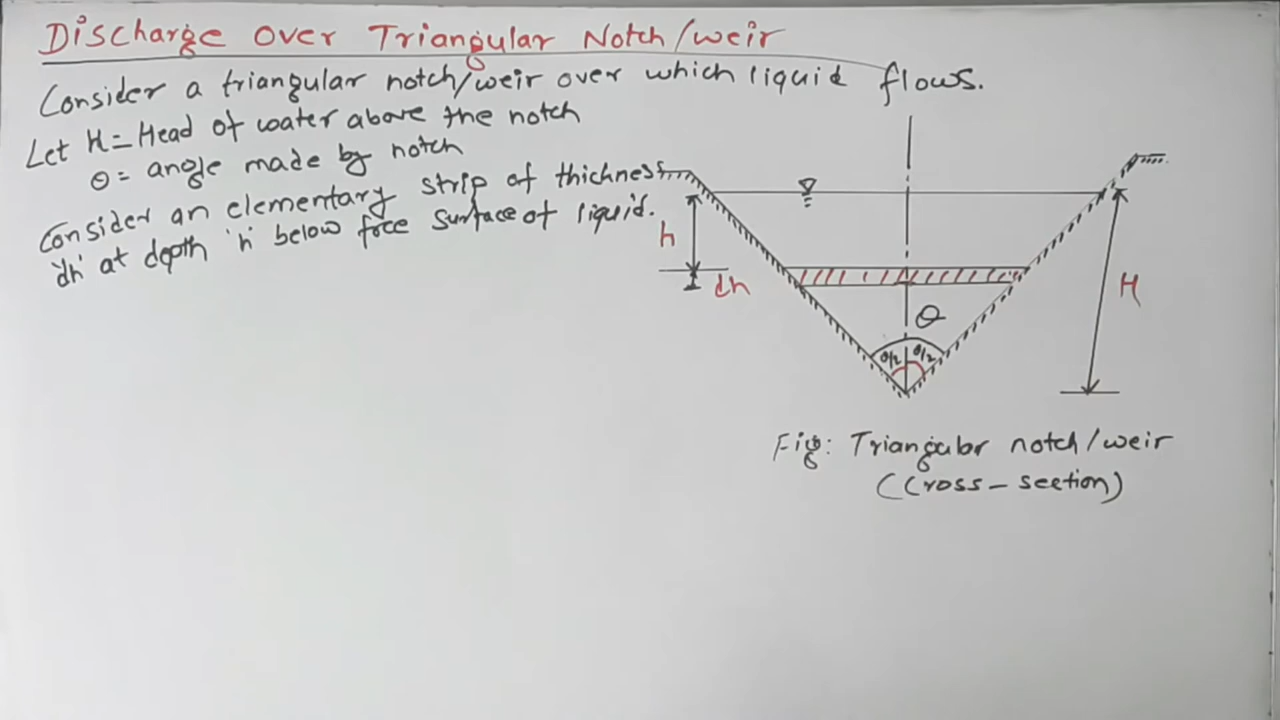 Discharge Over Triangular Notch/weir
Consider a triangular notch/weir over which liquid flows.
Let H = Head of water above the notch
θ = angle made by notch
Consider an elementary strip of thickness
'dh' at depth 'h' below free surface of liquid.
h
dh
H
θ
θ/2 θ/2
Fig: Triangular notch/weir
(Cross-section)